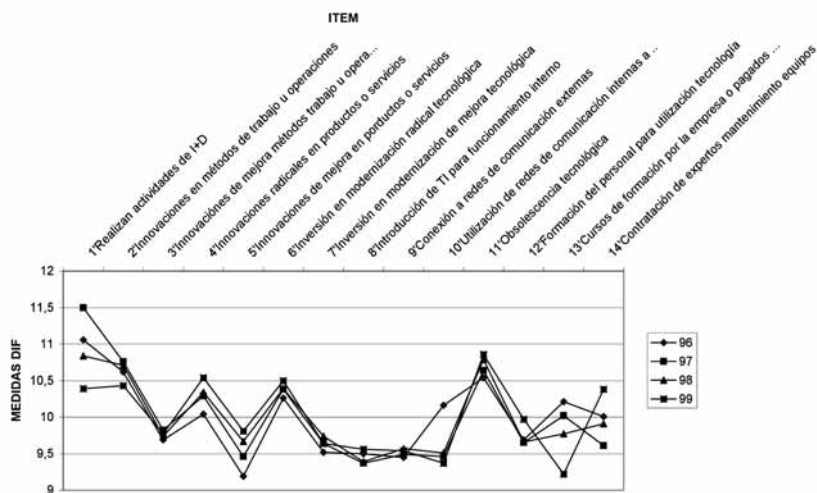 ITEM
1'Realizan actividades de I+D
2'Innovaciones en métodos de trabajo u operaciones
3'Innovaciónes de mejora métodos trabajo u opera...
4'Innovaciones radicales en productos o servicios
5'Innovaciones de mejora en porductos o servicios
6'Inversión en modernización radical tecnológica
7'Inversión en modernización de mejora tecnológica
8'Introducción de TI para funcionamiento interno
9'Conexión a redes de comunicación externas
10'Utilización de redes de comunicación internas a ..
11'Obsolescencia tecnológica
12'Formación del personal para utilización tecnología
13'Cursos de formación por la empresa o pagados ...
14'Contratación de expertos mantenimiento equipos
MEDIDAS DIF
12
11,5
11
10,5
10
9,5
9
96
97
98
99